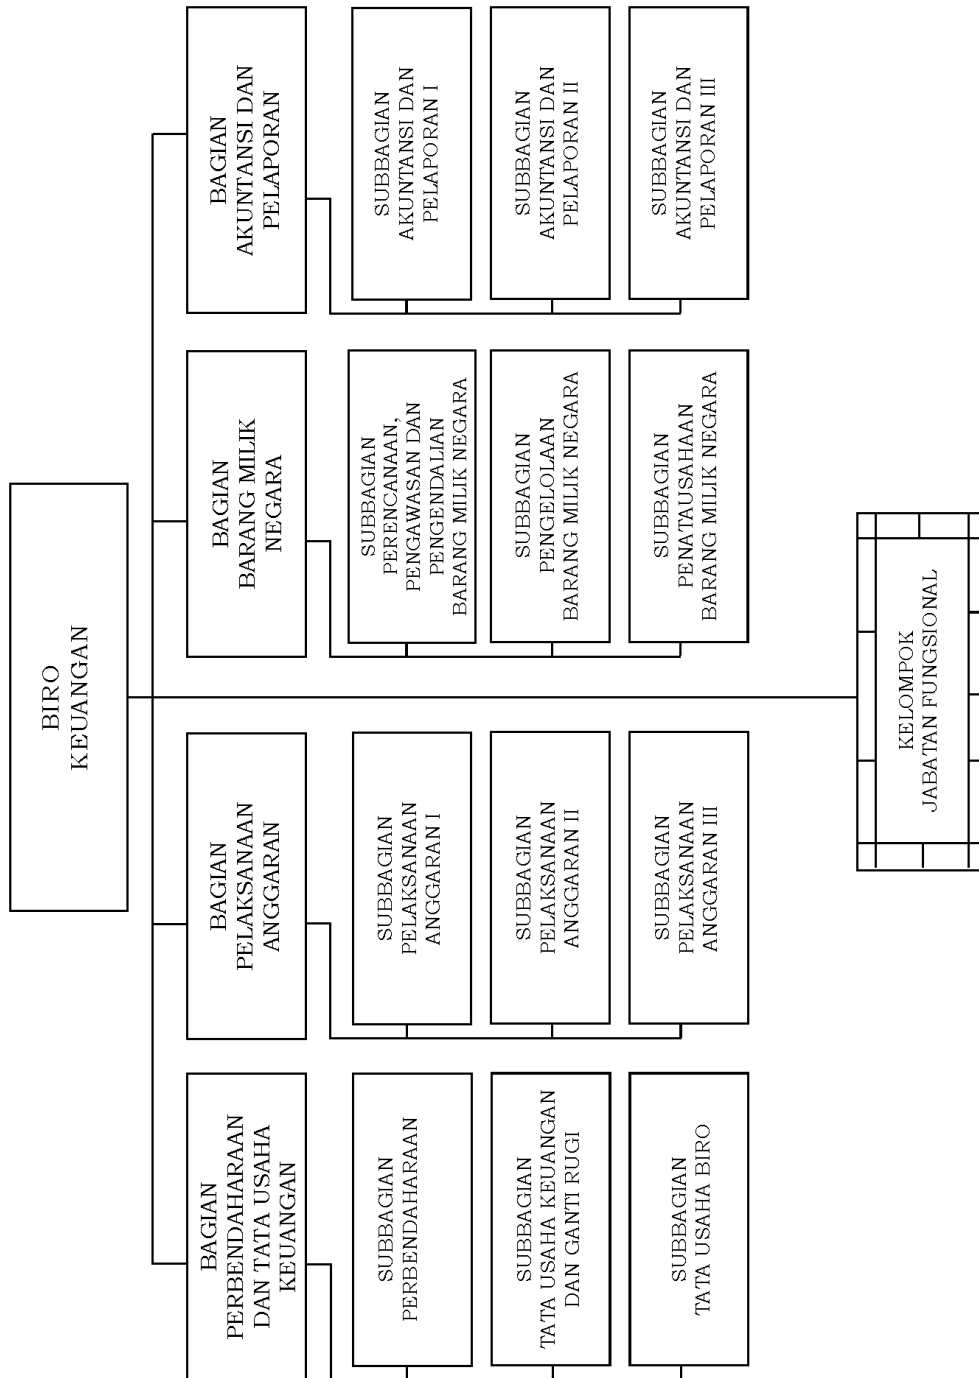 BIRO
KEUANGAN
BAGIAN
PERBENDAHARAAN
DAN TATA USAHA
KEUANGAN
SUBBAGIAN
PERBENDAHARAAN
SUBBAGIAN
TATA USAHA KEUANGAN
DAN GANTI RUGI
SUBBAGIAN
TATA USAHA BIRO
BAGIAN
PELAKSANAAN
ANGGARAN
SUBBAGIAN
PELAKSANAAN
ANGGARAN I
SUBBAGIAN
PELAKSANAAN
ANGGARAN II
SUBBAGIAN
PELAKSANAAN
ANGGARAN III
BAGIAN
BARANG MILIK
NEGARA
SUBBAGIAN
PERENCANAAN,
PENGAWASAN DAN
PENGENDALIAN
BARANG MILIK NEGARA
SUBBAGIAN
PENGELOLAAN
BARANG MILIK NEGARA
SUBBAGIAN
PENATAUSAHAAN
BARANG MILIK NEGARA
BAGIAN
AKUNTANSI DAN
PELAPORAN
SUBBAGIAN
AKUNTANSI DAN
PELAPORAN I
SUBBAGIAN
AKUNTANSI DAN
PELAPORAN II
SUBBAGIAN
AKUNTANSI DAN
PELAPORAN III
KELOMPOK
JABATAN FUNGSIONAL